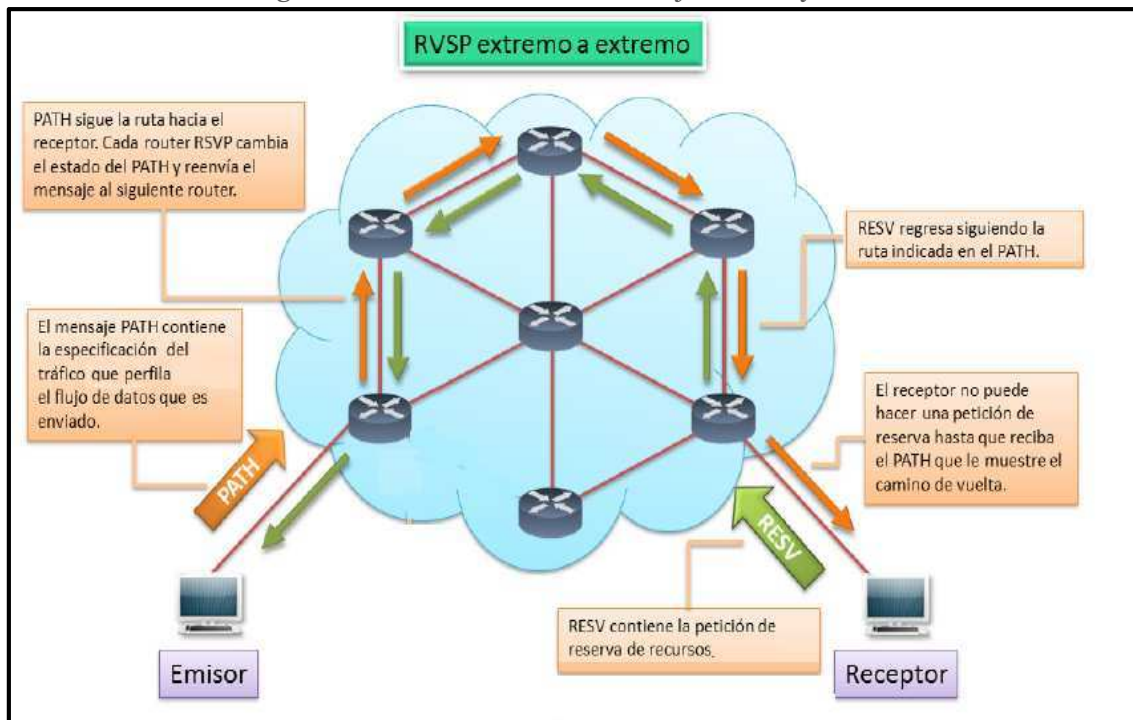 RVSP extremo a extremo
PATH sigue la ruta hacia el
receptor. Cada router RSVP cambia
el estado del PATH y reenvía el
mensaje al siguiente router.
RESV regresa siguiendo la
ruta indicada en el PATH.
El mensaje PATH contiene
la especificación del
tráfico que perfila
el flujo de datos que es
enviado.
El receptor no puede
hacer una petición de
reserva hasta que reciba
el PATH que le muestre el
camino de vuelta.
PATH
RESV
RESV contiene la petición de
reserva de recursos.
Emisor
Receptor